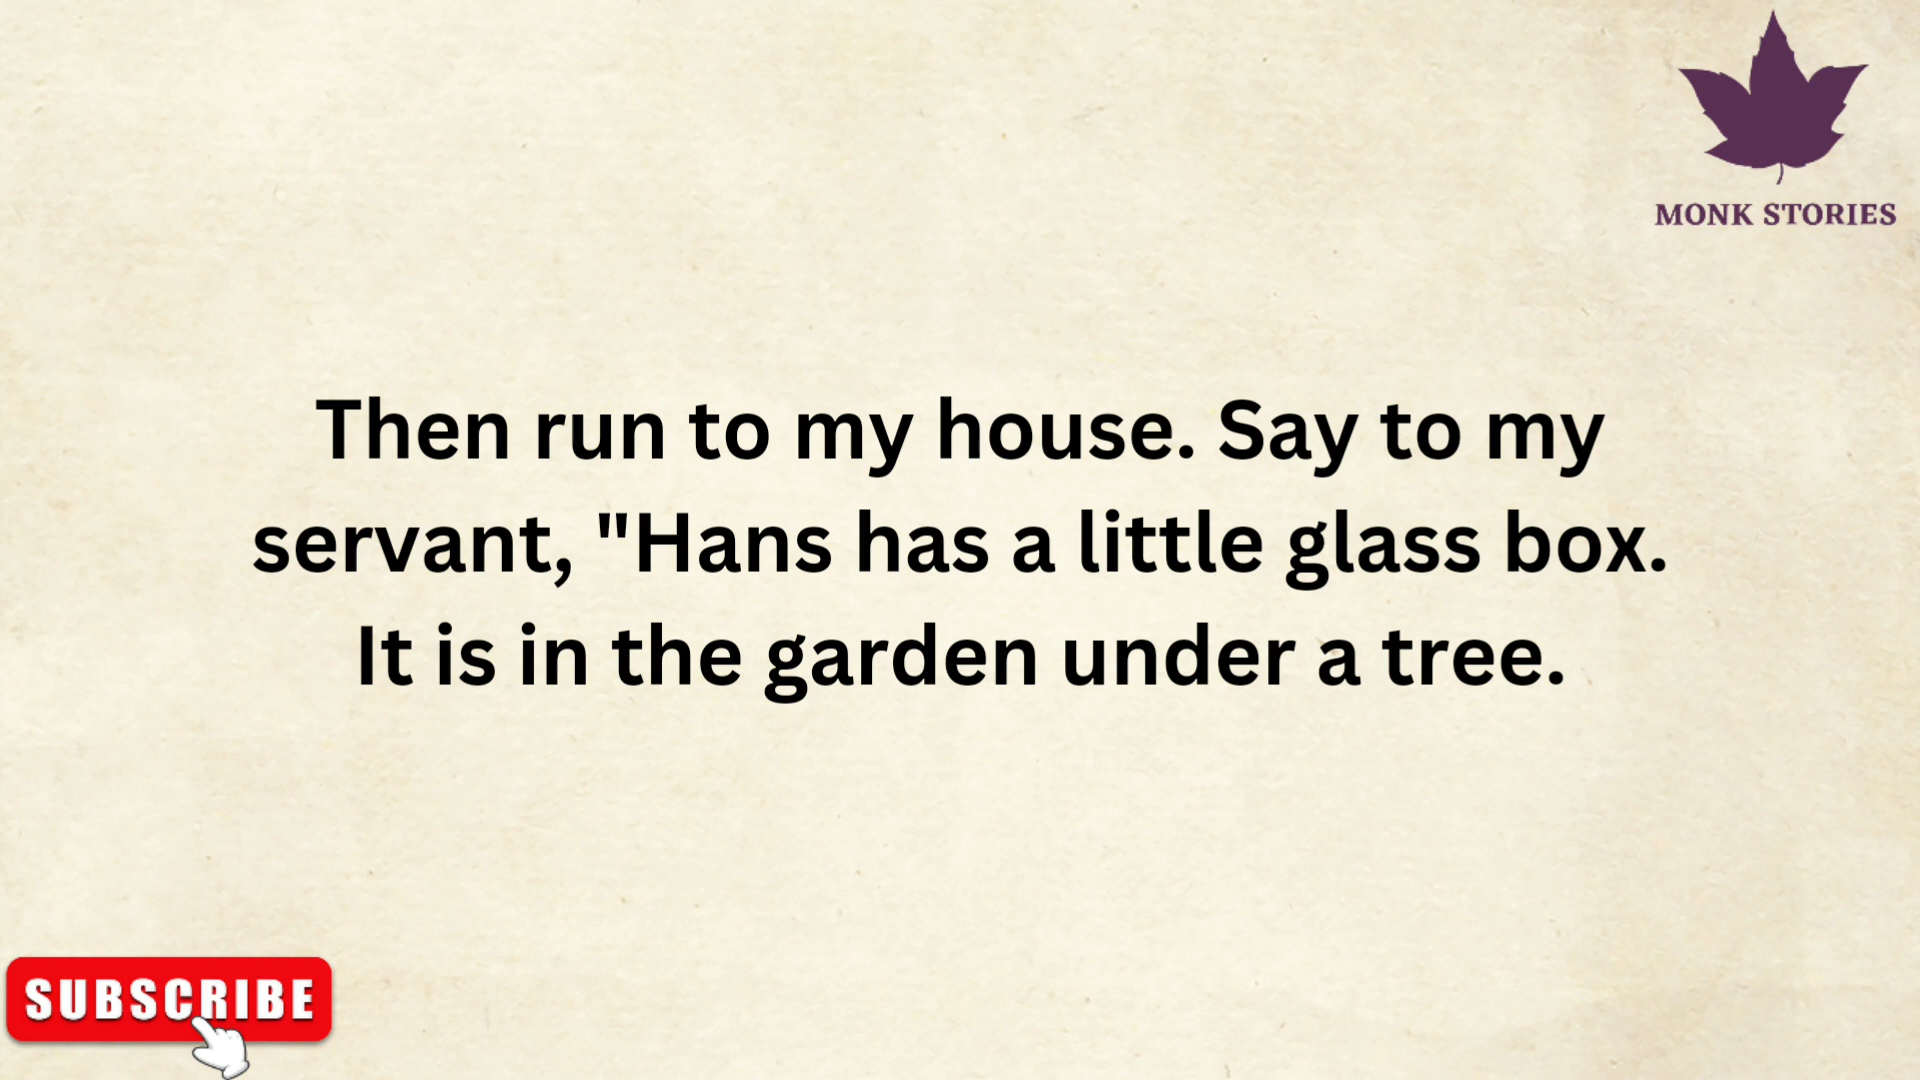 MONK STORIES
Then run to my house. Say to my
servant, "Hans has a little glass box.
It is in the garden under a tree.
SUBSCRIBE